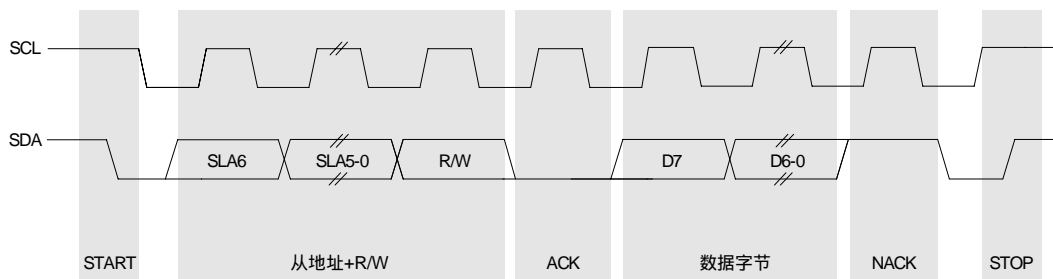 SCL
SDA
SLA6
SLA5-0
R/W
D7
D6-0
START
从地址+R/W
ACK
数据字节
NACK
STOP